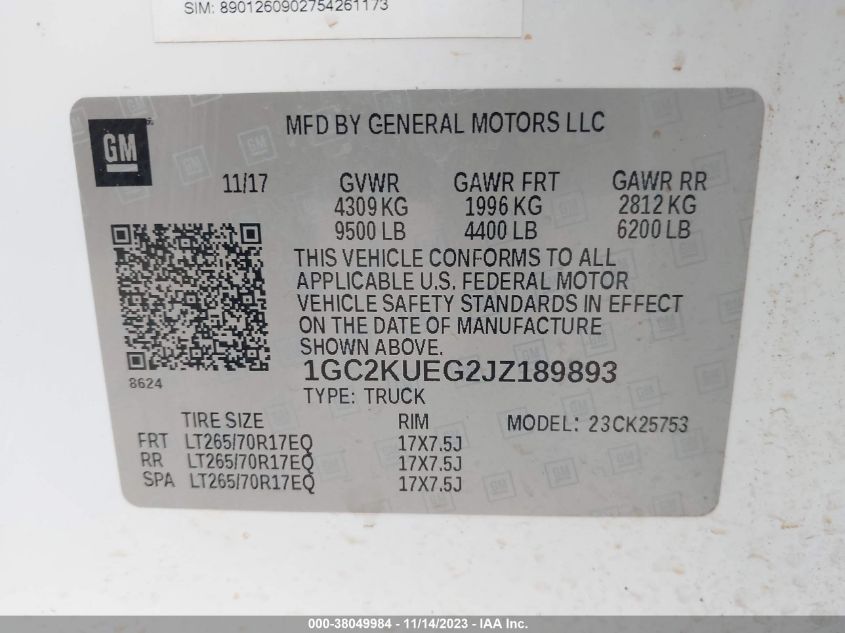 SIM: 8901260902754261173
GM
MFD BY GENERAL MOTORS LLC
11/17 GVWR GAWR FRT GAWR RR
4309 KG 1996 KG 2812 KG
9500 LB 4400 LB 6200 LB
THIS VEHICLE CONFORMS TO ALL
APPLICABLE U.S. FEDERAL MOTOR
VEHICLE SAFETY STANDARDS IN EFFECT
ON THE DATE OF MANUFACTURE
SHOWN ABOVE.
8624
1GC2KUEG2JZ189893
TYPE: TRUCK
TIRE SIZE RIM MODEL: 23CK25753
FRT LT265/70R17EQ 17X7.5J
RR LT265/70R17EQ 17X7.5J
SPA LT265/70R17EQ 17X7.5J
000-38049984 - 11/14/2023 - IAA Inc.